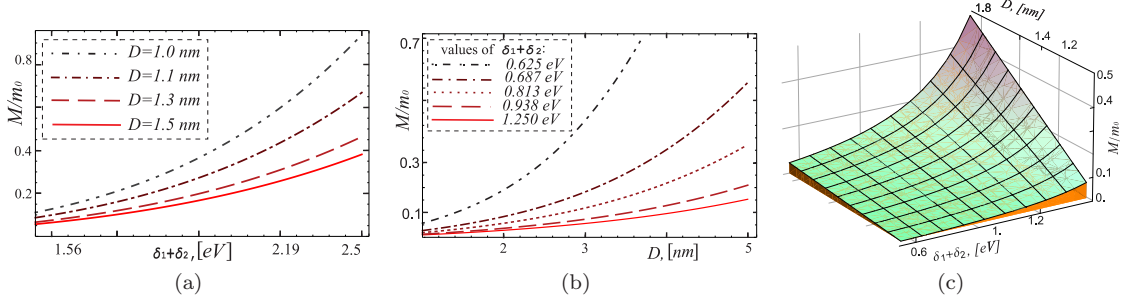 M/m₀
0.8
0.6
0.4
0.2
D=1.0 nm
D=1.1 nm
D=1.3 nm
D=1.5 nm
1.56
2.19
2.5
δ₁+δ₂, [eV]
(a)
M/m₀
0.7
0.3
0.1
values of δ₁+δ₂:
0.625 eV
0.687 eV
0.813 eV
0.938 eV
1.250 eV
2
3
4
5
D, [nm]
(b)
1.8
D, [nm]
1.4
1.2
0.5
0.4
M/m₀
0.1
0.
0.6
δ₁+δ₂, [eV]
1.
1.2
(c)